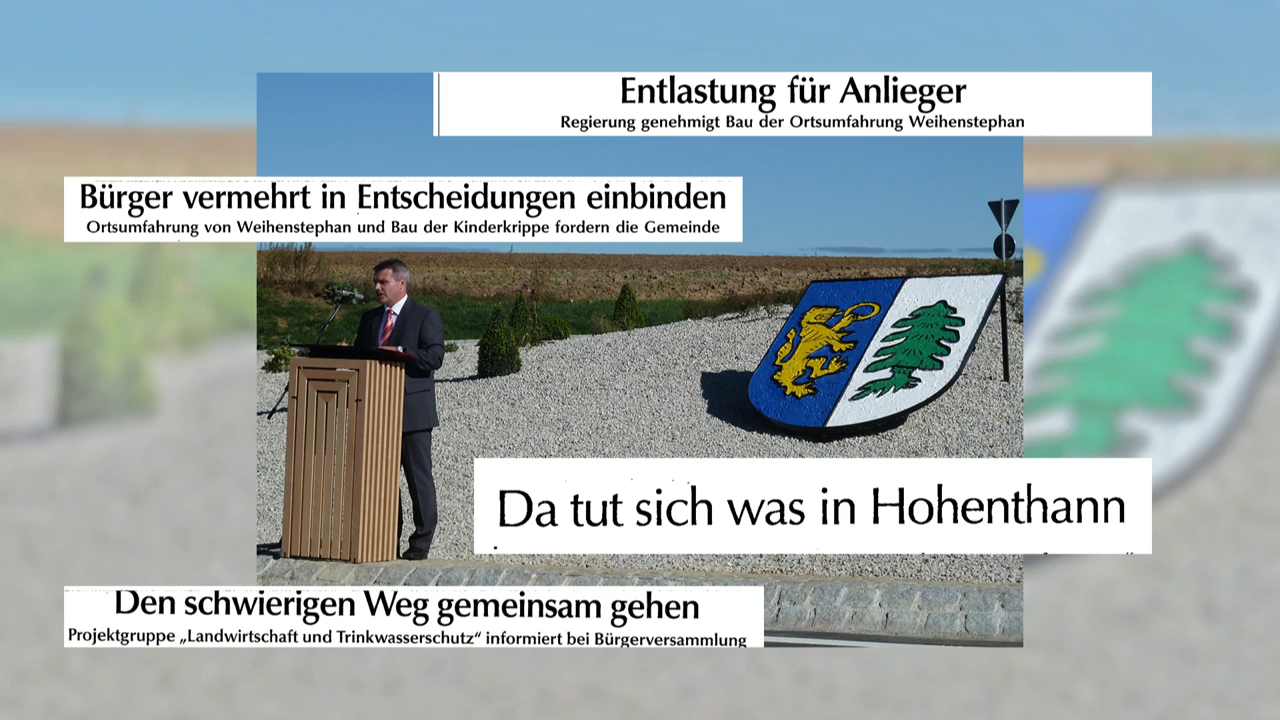 Entlastung für Anlieger
Regierung genehmigt Bau der Ortsumfahrung Weihenstephan
Bürger vermehrt in Entscheidungen einbinden
Ortsumfahrung von Weihenstephan und Bau der Kinderkrippe fordern die Gemeinde
Da tut sich was in Hohenthann
Den schwierigen Weg gemeinsam gehen
Projektgruppe „Landwirtschaft und Trinkwasserschutz“ informiert bei Bürgerversammlung